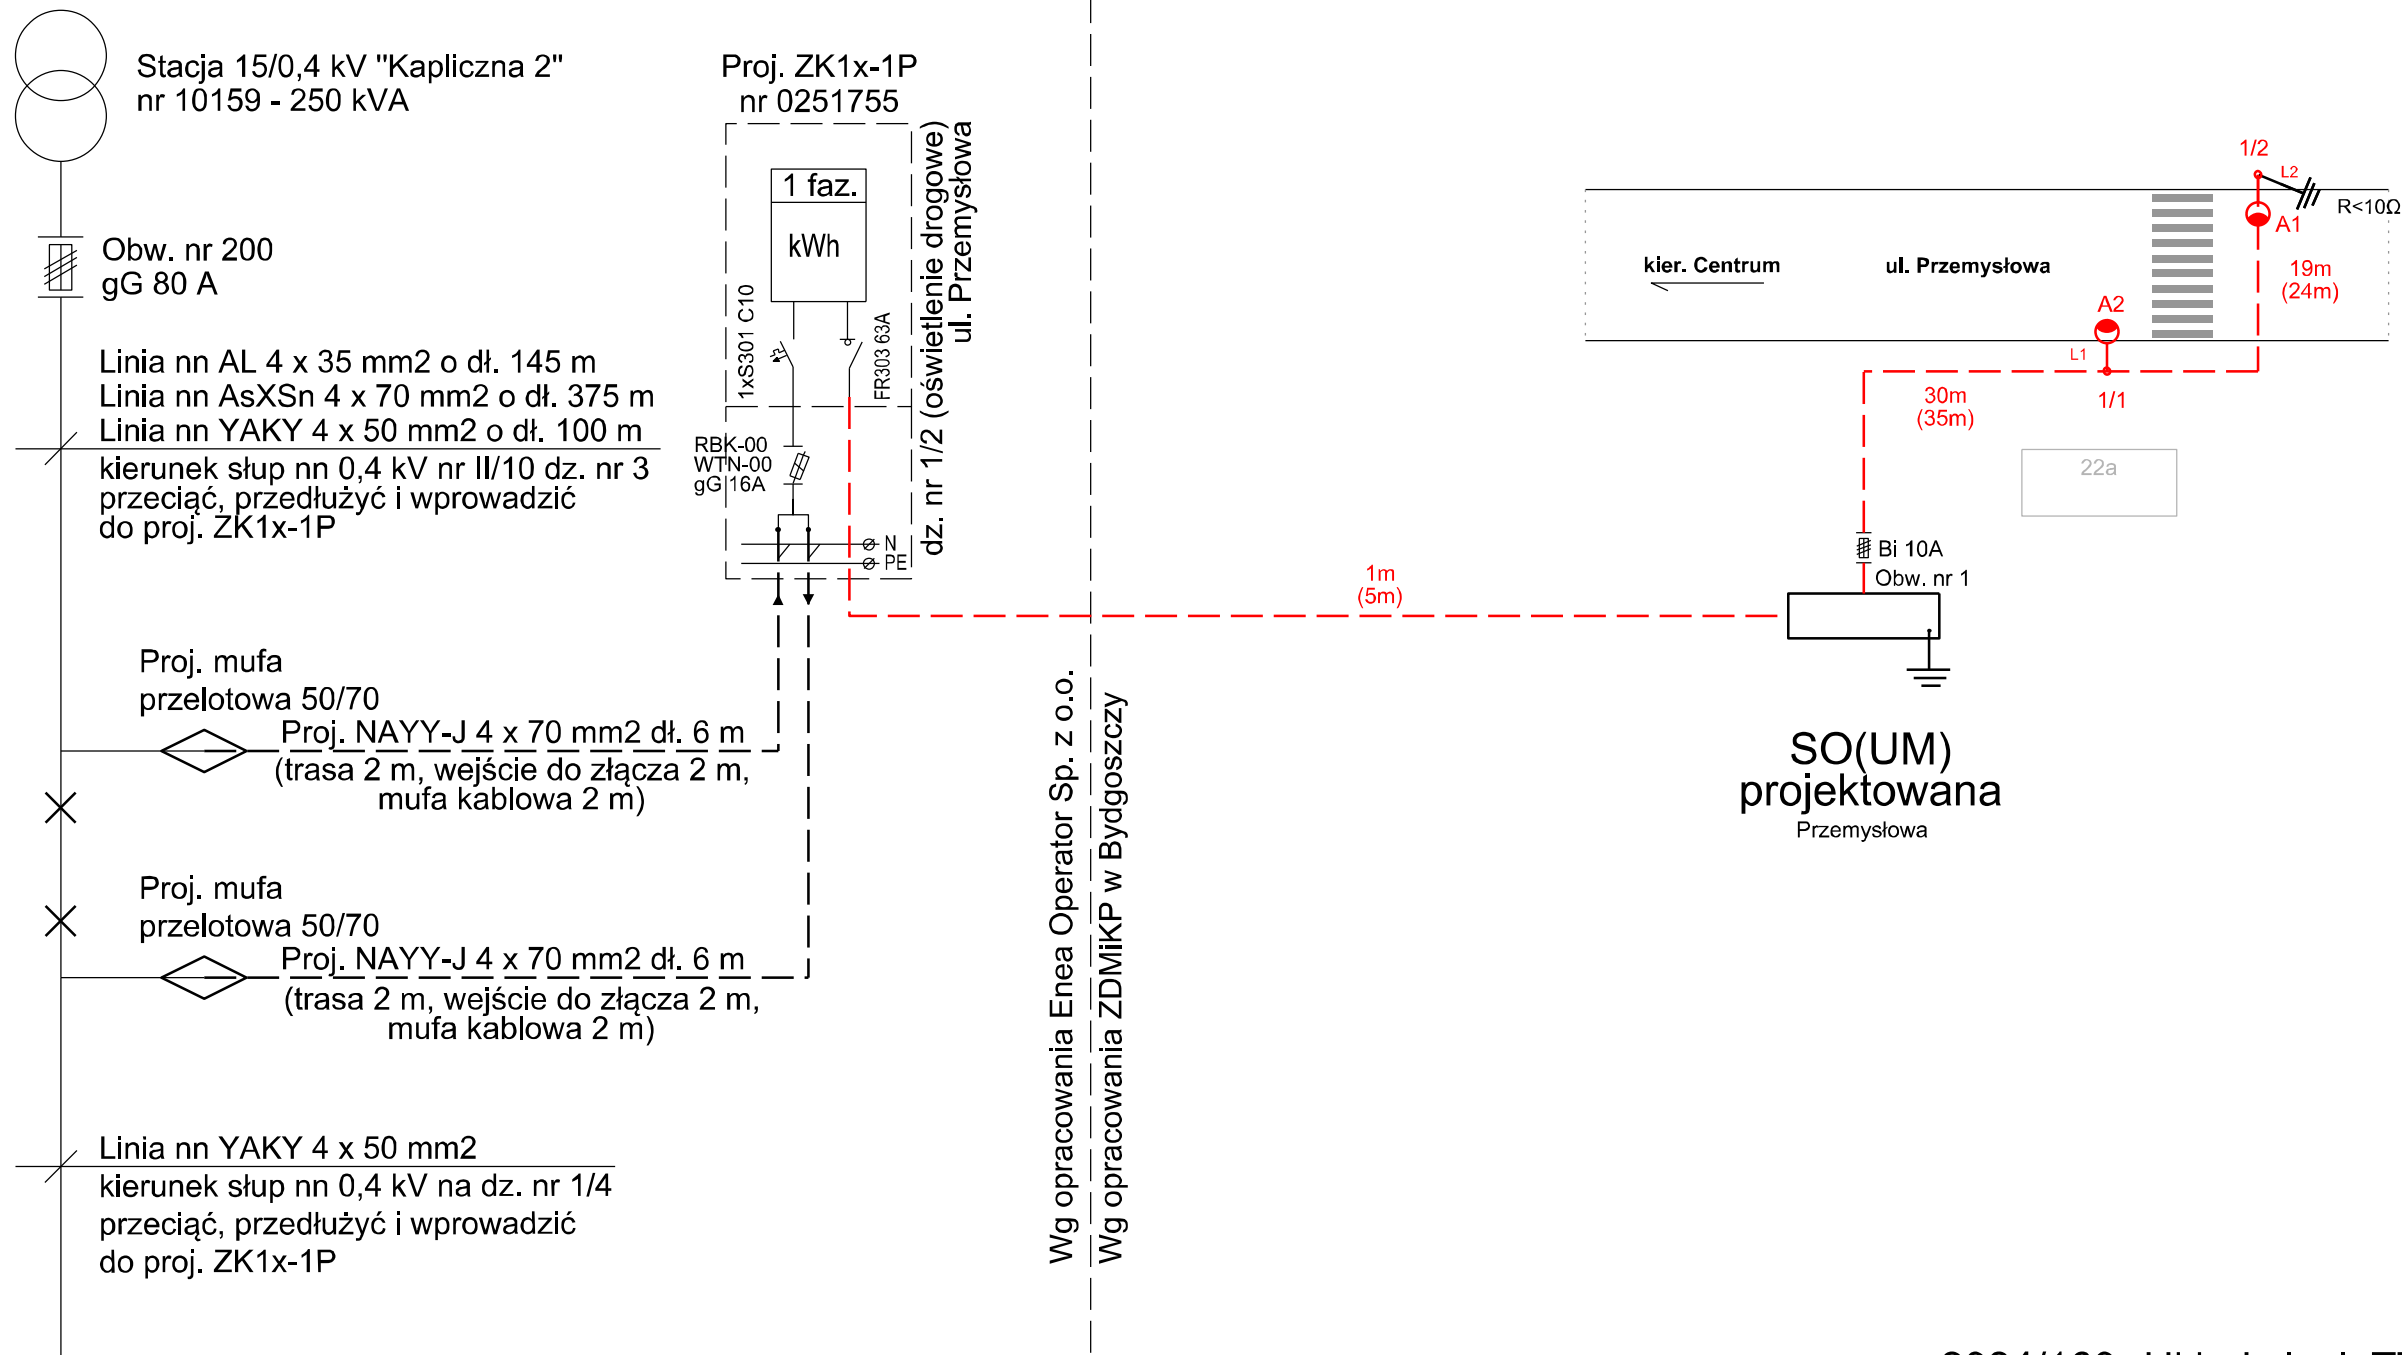 Stacja 15/0,4 kV "Kapliczna 2"
nr 10159 - 250 kVA
Obw. nr 200
gG 80 A
Linia nn AL 4 x 35 mm2 o dł. 145 m
Linia nn AsXSn 4 x 70 mm2 o dł. 375 m
Linia nn YAKY 4 x 50 mm2 o dł. 100 m
kierunek słup nn 0,4 kV nr II/10 dz. nr 3
przeciąć, przedłużyć i wprowadzić
do proj. ZK1x-1P
Proj. mufa
przelotowa 50/70
Proj. NAYY-J 4 x 70 mm2 dł. 6 m
(trasa 2 m, wejście do złącza 2 m,
mufa kablowa 2 m)
Proj. mufa
przelotowa 50/70
Proj. NAYY-J 4 x 70 mm2 dł. 6 m
(trasa 2 m, wejście do złącza 2 m,
mufa kablowa 2 m)
Linia nn YAKY 4 x 50 mm2
kierunek słup nn 0,4 kV na dz. nr 1/4
przeciąć, przedłużyć i wprowadzić
do proj. ZK1x-1P
Proj. ZK1x-1P
nr 0251755
1 faz.
kWh
1xS301 C10
FR303 63A
RBK-00
WTN-00
gG 16A
N
PE
dz. nr 1/2 (oświetlenie drogowe)
ul. Przemysłowa
Wg opracowania Enea Operator Sp. z o.o.
Wg opracowania ZDMiKP w Bydgoszczy
1m
(5m)
kier. Centrum
ul. Przemysłowa
1/2
L2
R<10Ω
A1
19m
(24m)
A2
L1
1/1
30m
(35m)
22a
Bi 10A
Obw. nr 1
SO(UM)
projektowana
Przemysłowa